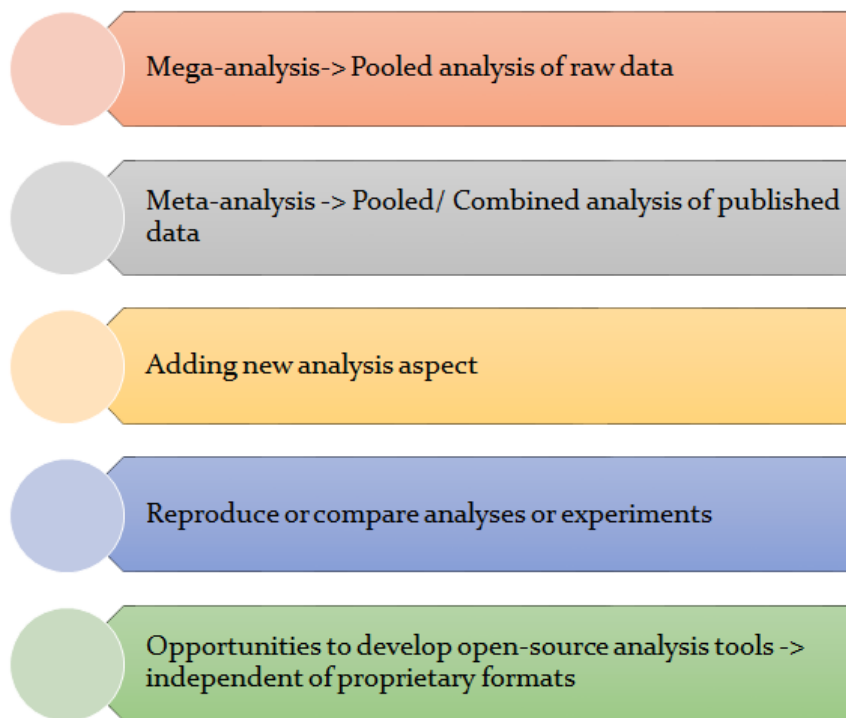 Mega-analysis-> Pooled analysis of raw data
Meta-analysis -> Pooled/ Combined analysis of published
data
Adding new analysis aspect
Reproduce or compare analyses or experiments
Opportunities to develop open-source analysis tools ->
independent of proprietary formats